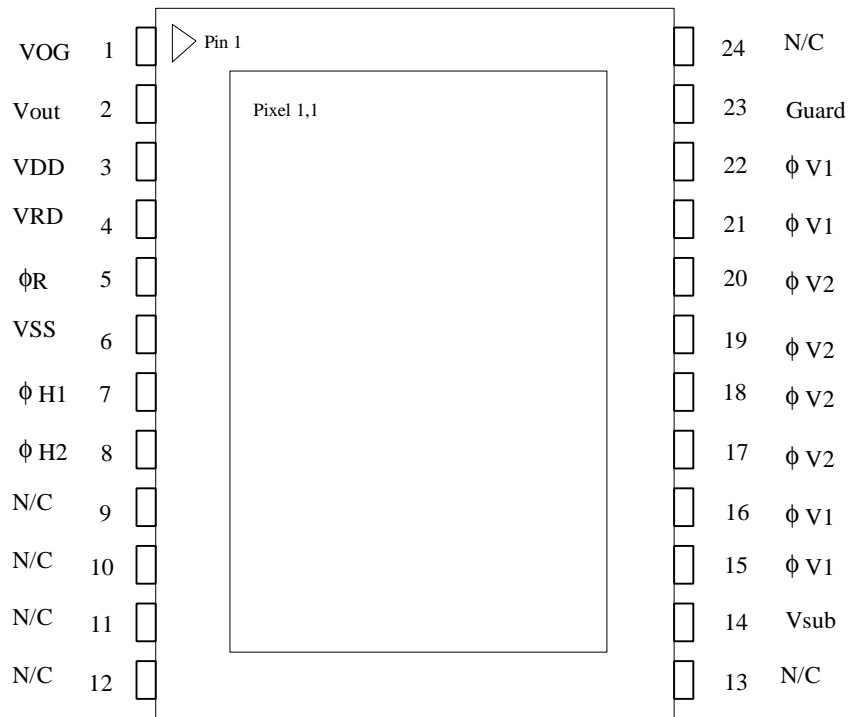 VOG 1 Pin 1 24 N/C
Vout 2 Pixel 1,1 23 Guard
VDD 3 22 ϕ V1
VRD 4 21 ϕ V1
ϕR 5 20 ϕ V2
VSS 6 19 ϕ V2
ϕ H1 7 18 ϕ V2
ϕ H2 8 17 ϕ V2
N/C 9 16 ϕ V1
N/C 10 15 ϕ V1
N/C 11 14 Vsub
N/C 12 13 N/C